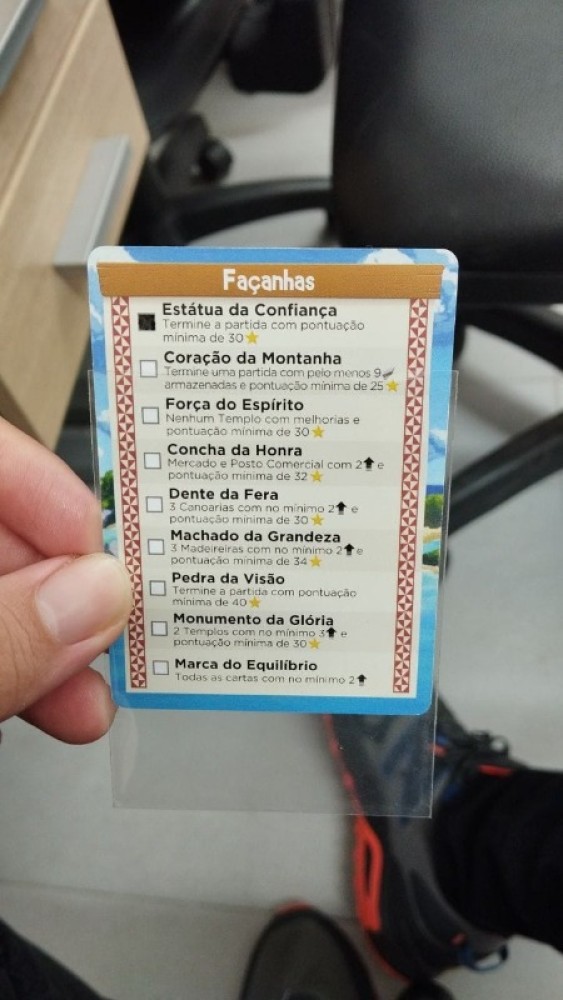 Façanhas
Estátua da Confiança
Termine a partida com pontuação
mínima de 30
Coração da Montanha
Termine uma partida com pelo menos 9
armazenadas e pontuação mínima de 25
Força do Espírito
Nenhum Templo com melhorias e
pontuação mínima de 30
Concha da Honra
Mercado e Posto Comercial com 2 e
pontuação mínima de 32
Dente da Fera
3 Canoarias com no mínimo 2 e
pontuação mínima de 30
Machado da Grandeza
3 Madeireiras com no mínimo 2 e
pontuação mínima de 34
Pedra da Visão
Termine a partida com pontuação
mínima de 40
Monumento da Glória
2 Templos com no mínimo 3 e
pontuação mínima de 30
Marca do Equilíbrio
Todas as cartas com no mínimo 2